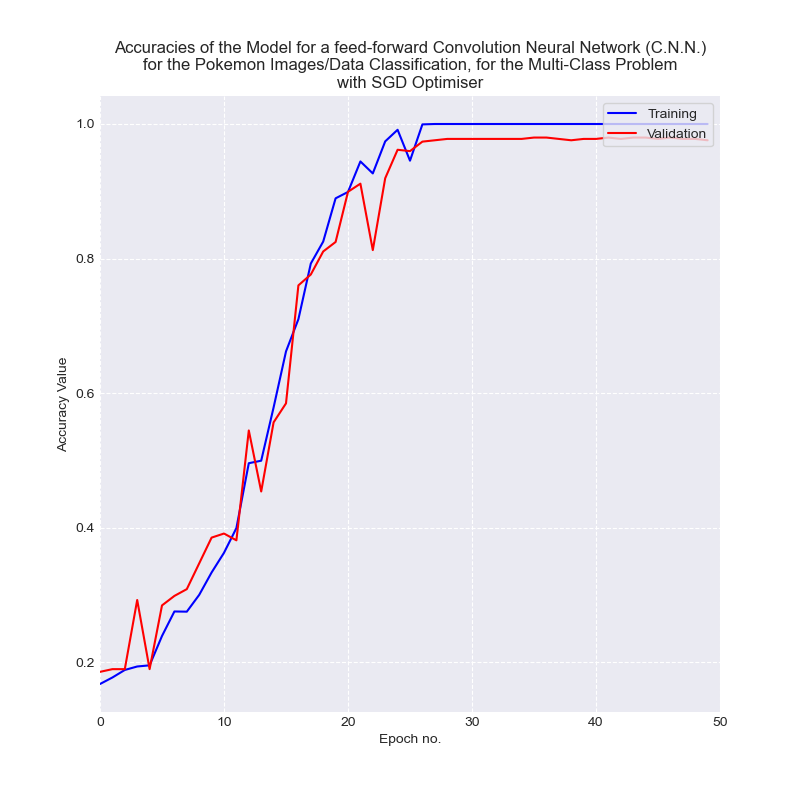 Accuracies of the Model for a feed-forward Convolution Neural Network (C.N.N.)
for the Pokemon Images/Data Classification, for the Multi-Class Problem
with SGD Optimiser
Training
Validation
1.0
0.8
0.6
0.4
0.2
Accuracy Value
0 10 20 30 40 50
Epoch no.